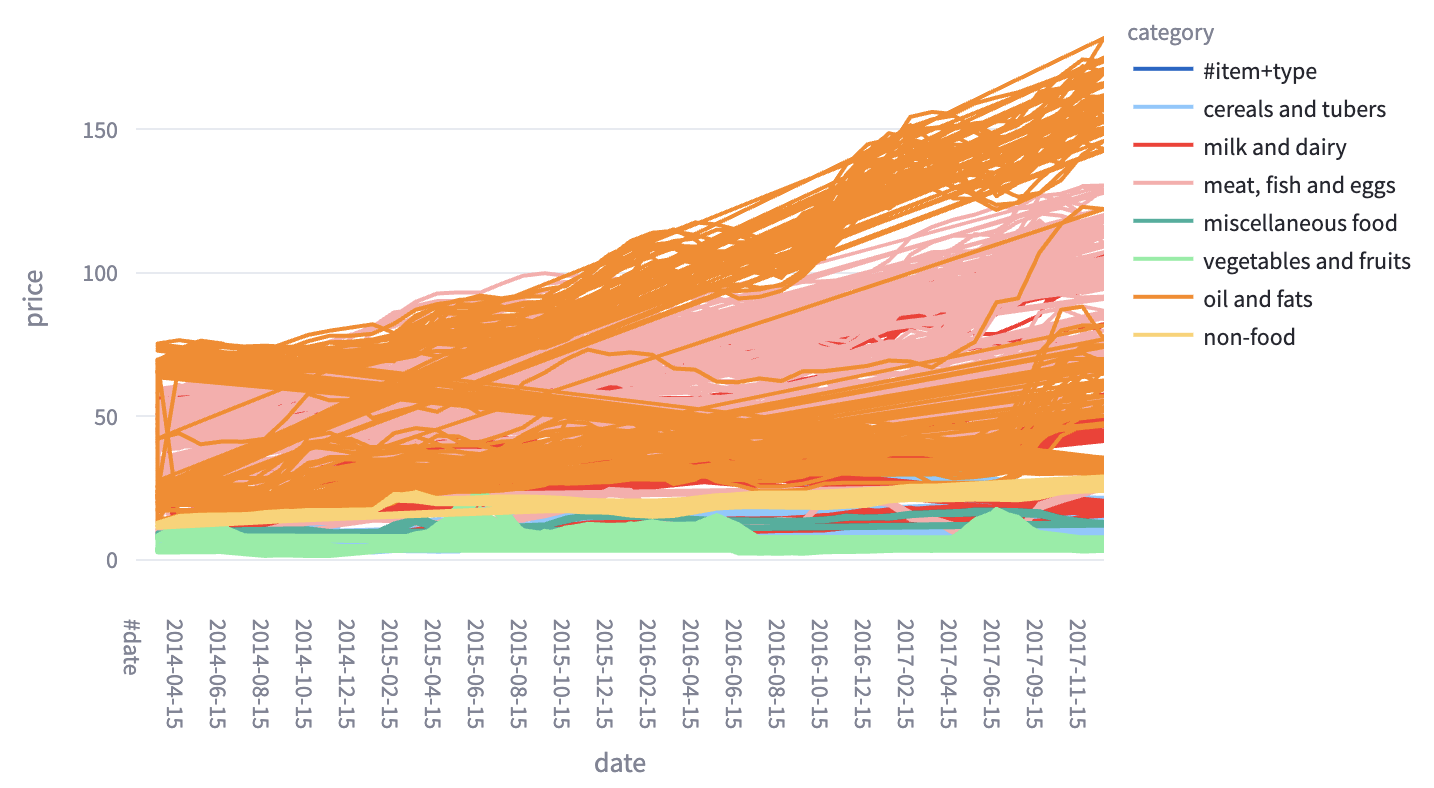 category
#item+type
cereals and tubers
milk and dairy
meat, fish and eggs
miscellaneous food
vegetables and fruits
oil and fats
non-food
price
150
100
50
0
#date
2014-04-15
2014-06-15
2014-08-15
2014-10-15
2014-12-15
2015-02-15
2015-04-15
2015-06-15
2015-08-15
2015-10-15
2015-12-15
2016-02-15
2016-04-15
2016-06-15
2016-08-15
2016-10-15
2016-12-15
2017-02-15
2017-04-15
2017-06-15
2017-09-15
2017-11-15
date